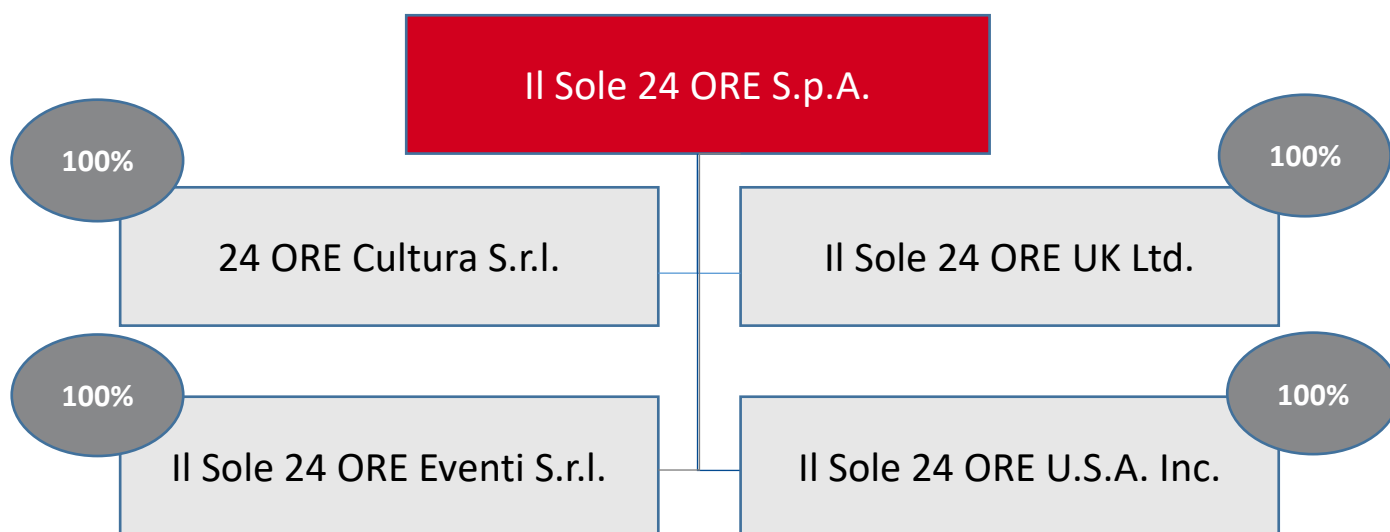 Il Sole 24 ORE S.p.A.
100%
100%
24 ORE Cultura S.r.l.
Il Sole 24 ORE UK Ltd.
100%
100%
Il Sole 24 ORE Eventi S.r.l.
Il Sole 24 ORE U.S.A. Inc.